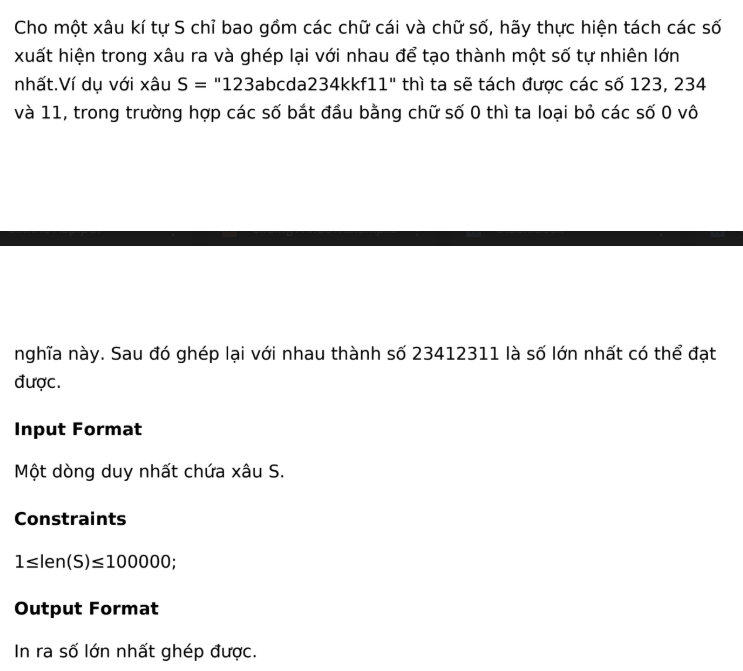 Cho một xâu kí tự S chỉ bao gồm các chữ cái và chữ số, hãy thực hiện tách các số
xuất hiện trong xâu ra và ghép lại với nhau để tạo thành một số tự nhiên lớn
nhất.Ví dụ với xâu S = "123abcda234kkf11" thì ta sẽ tách được các số 123, 234
và 11, trong trường hợp các số bắt đầu bằng chữ số 0 thì ta loại bỏ các số 0 vô
nghĩa này. Sau đó ghép lại với nhau thành số 23412311 là số lớn nhất có thể đạt
được.
Input Format
Một dòng duy nhất chứa xâu S.
Constraints
1≤len(S)≤100000;
Output Format
In ra số lớn nhất ghép được.